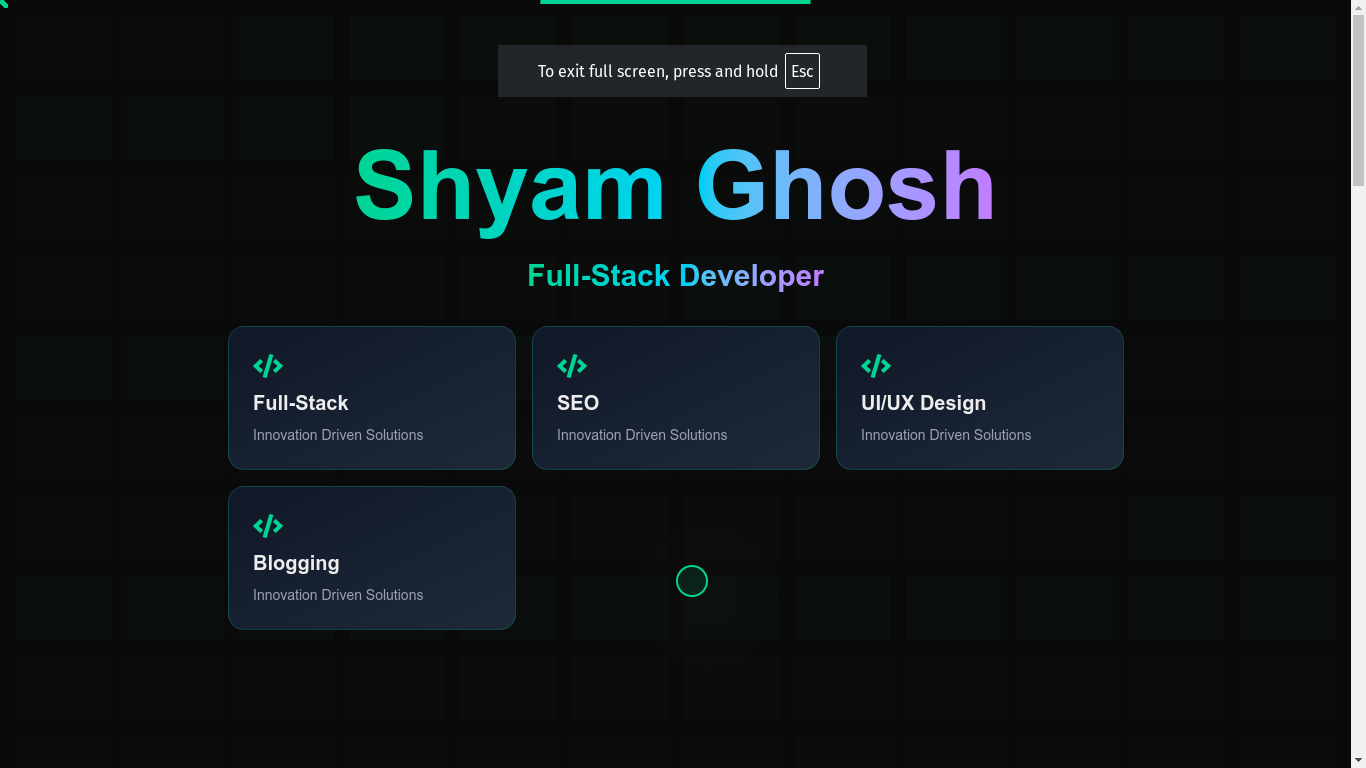 To exit full screen, press and hold Esc
Shyam Ghosh
Full-Stack Developer
Full-Stack
Innovation Driven Solutions
SEO
Innovation Driven Solutions
UI/UX Design
Innovation Driven Solutions
Blogging
Innovation Driven Solutions